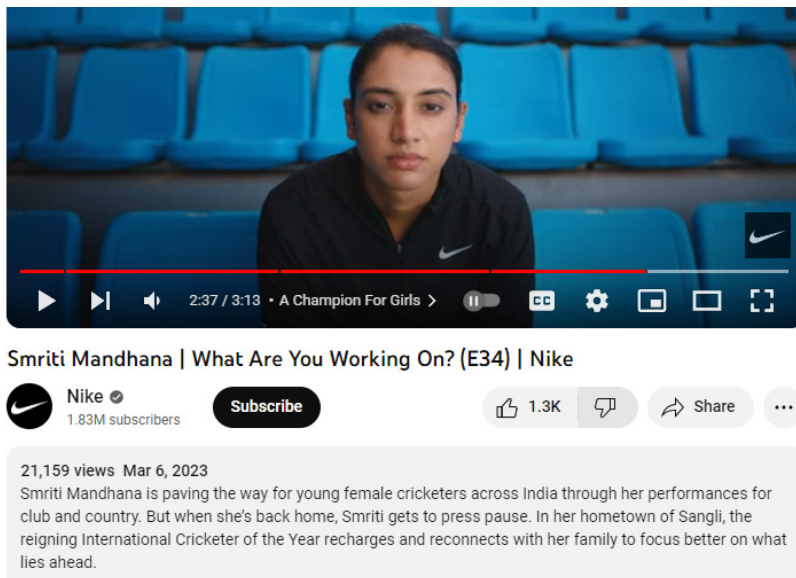 2:37 / 3:13 • A Champion For Girls
CC
Smriti Mandhana | What Are You Working On? (E34) | Nike
Nike
1.83M subscribers
Subscribe
1.3K
Share
21,159 views Mar 6, 2023
Smriti Mandhana is paving the way for young female cricketers across India through her performances for
club and country. But when she’s back home, Smriti gets to press pause. In her hometown of Sangli, the
reigning International Cricketer of the Year recharges and reconnects with her family to focus better on what
lies ahead.